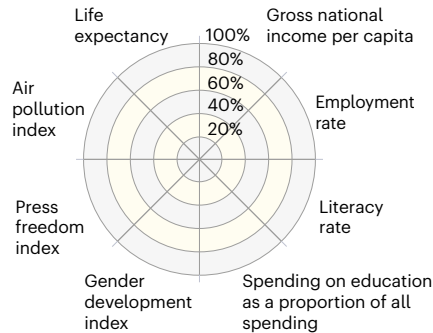 Life
expectancy
Gross national
income per capita
100%
80%
60%
40%
20%
Employment
rate
Literacy
rate
Spending on education
as a proportion of all
spending
Gender
development
index
Press
freedom
index
Air
pollution
index